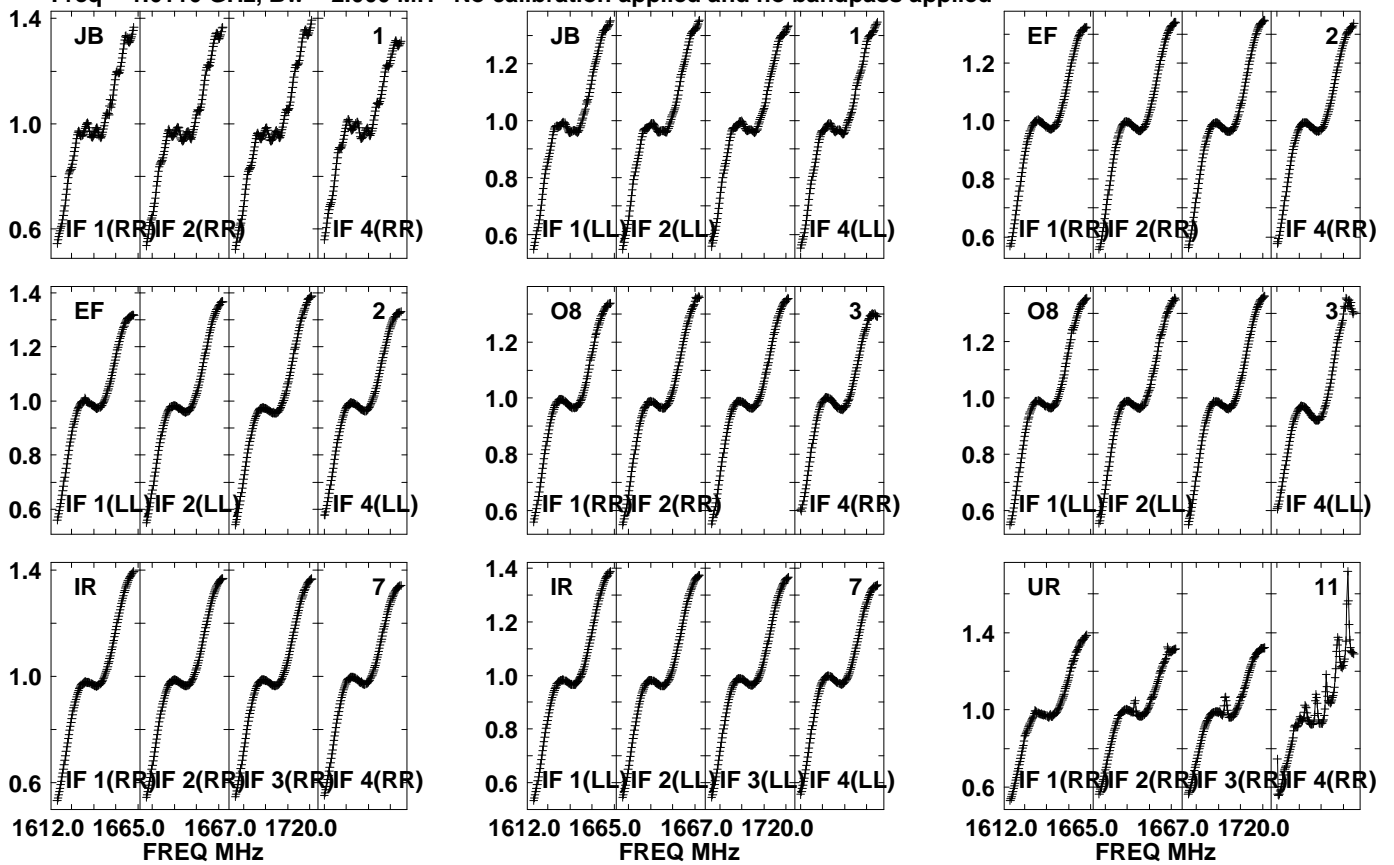 No calibration applied and no bandpass applied
JB 1
1.4
1.0
0.6
IF 1(RR) IF 2(RR) IF 4(RR)
JB 1
1.2
1.0
0.8
0.6
IF 1(LL) IF 2(LL) IF 4(LL)
EF 2
1.2
1.0
0.8
0.6
IF 1(RR) IF 2(RR) IF 4(RR)
EF 2
1.4
1.2
1.0
0.8
0.6
IF 1(LL) IF 2(LL) IF 4(LL)
O8 3
1.2
1.0
0.8
0.6
IF 1(RR) IF 2(RR) IF 4(RR)
O8 3
1.2
1.0
0.8
0.6
IF 1(LL) IF 2(LL) IF 4(LL)
IR 7
1.4
1.0
0.6
IF 1(RR) IF 2(RR) IF 3(RR) IF 4(RR)
1612.0 1665.0 1667.0 1720.0
FREQ MHz
IR 7
1.2
1.0
0.8
0.6
IF 1(LL) IF 2(LL) IF 3(LL) IF 4(LL)
1612.0 1665.0 1667.0 1720.0
FREQ MHz
UR 11
1.4
1.0
0.6
IF 1(RR) IF 2(RR) IF 3(RR) IF 4(RR)
1612.0 1665.0 1667.0 1720.0
FREQ MHz